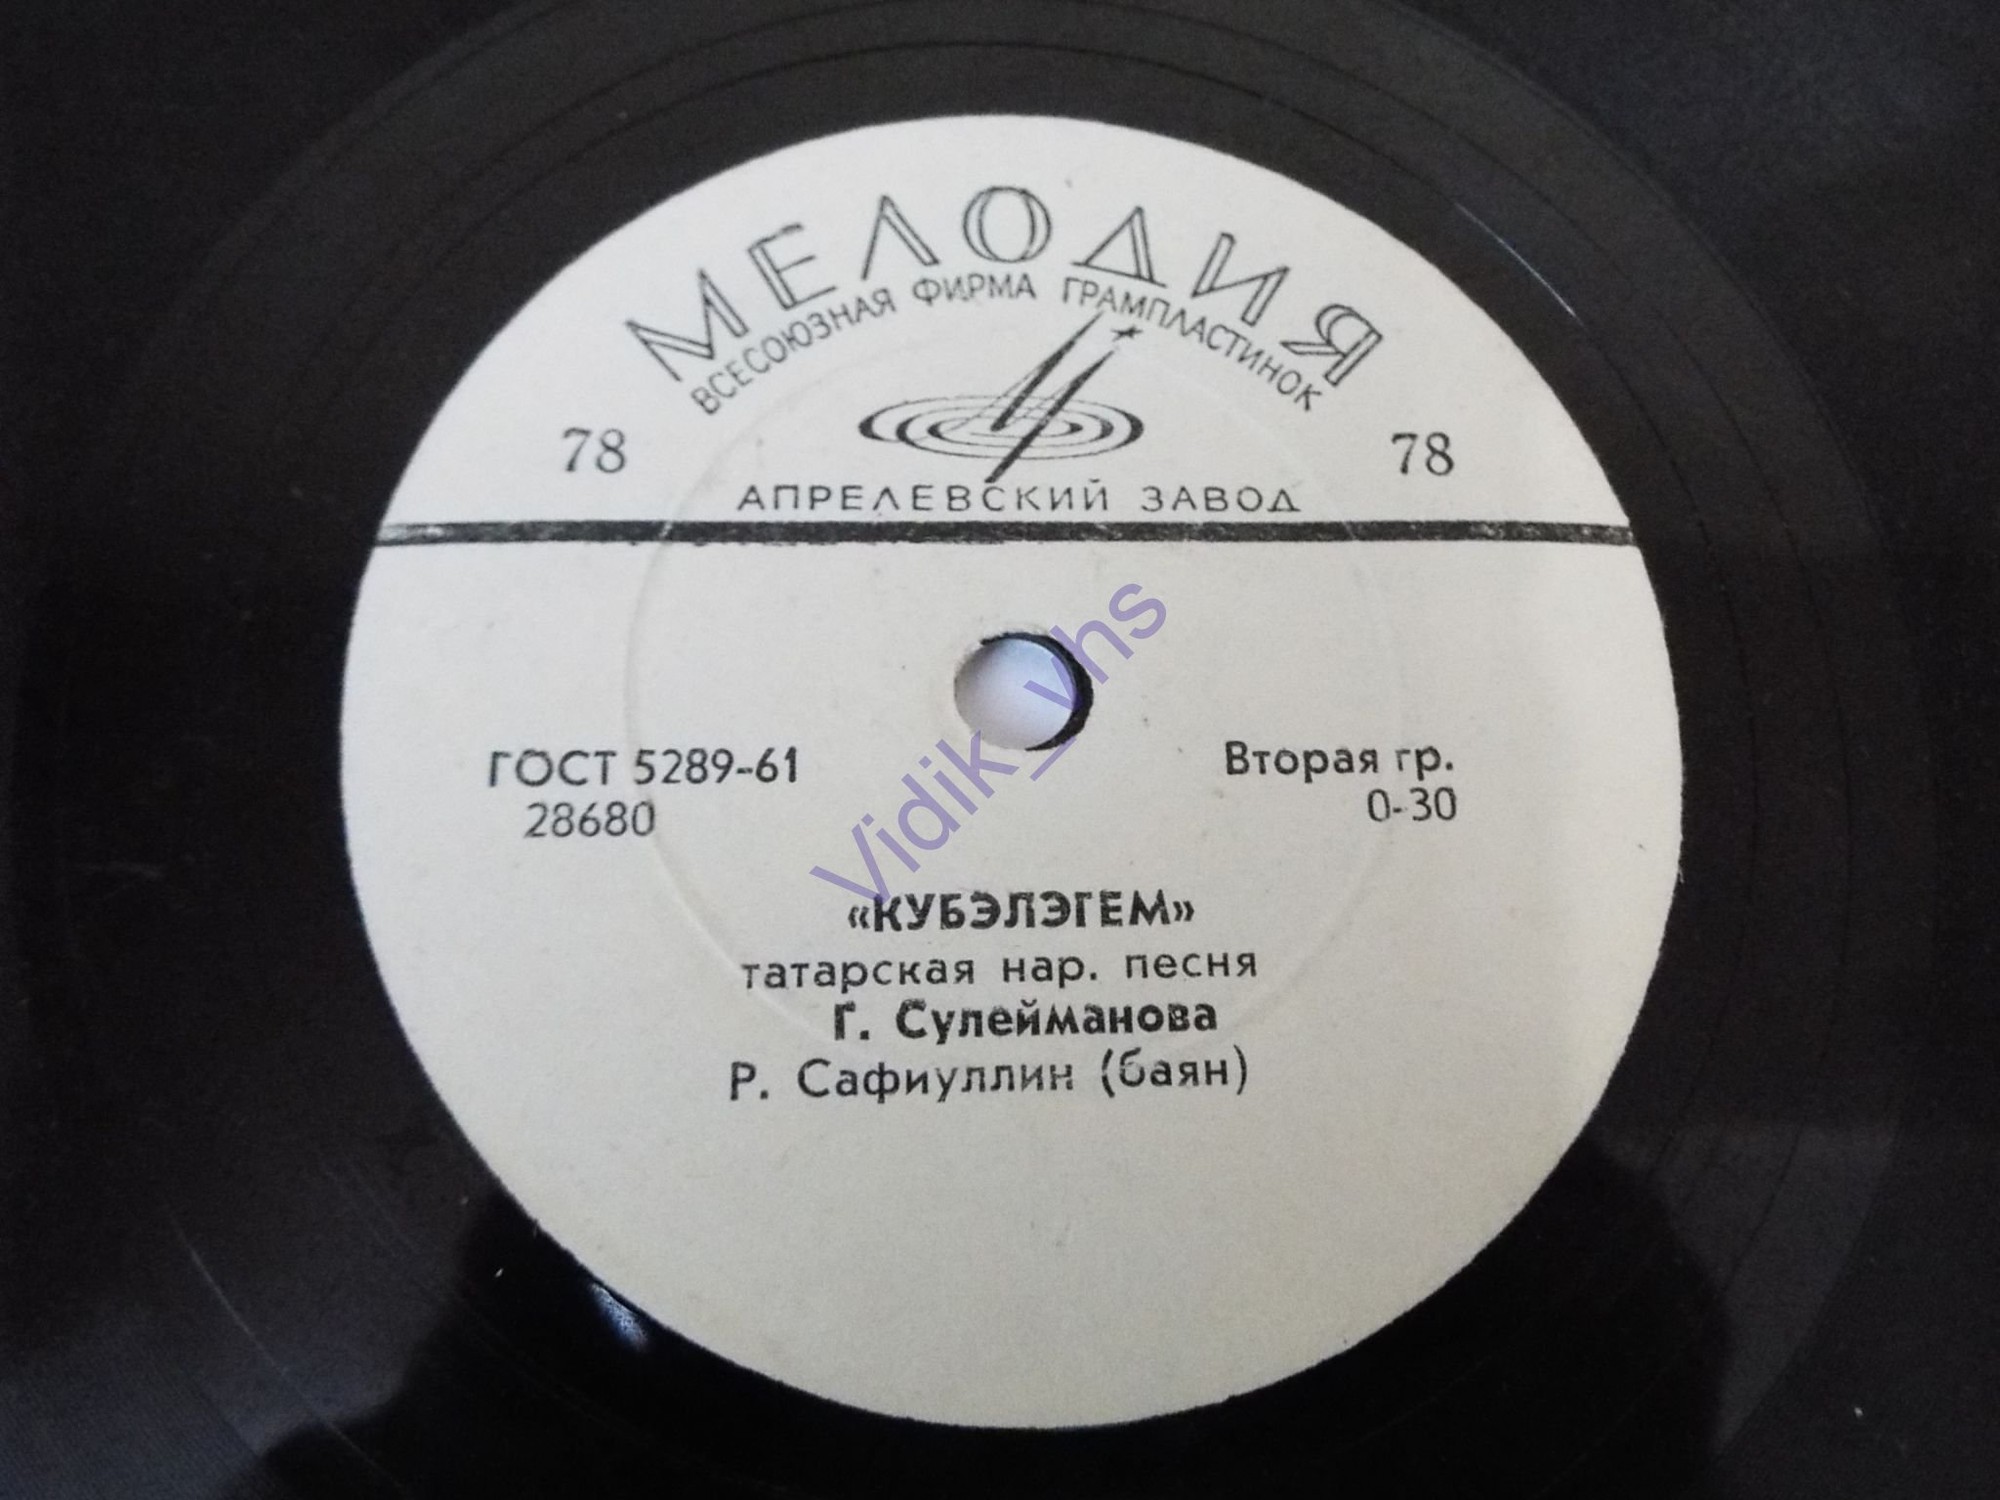 МЕЛОДИЯ
ВСЕСОЮЗНАЯ ФИРМА ГРАМПЛАСТИНОК
78 78
АПРЕЛЕВСКИЙ ЗАВОД
ГОСТ 5289-61 Вторая гр.
28680 0-30
«КУБЭЛЭГЕМ»
татарская нар. песня
Г. Сулейманова
Р. Сафиуллин (баян)
Vidik_vhs